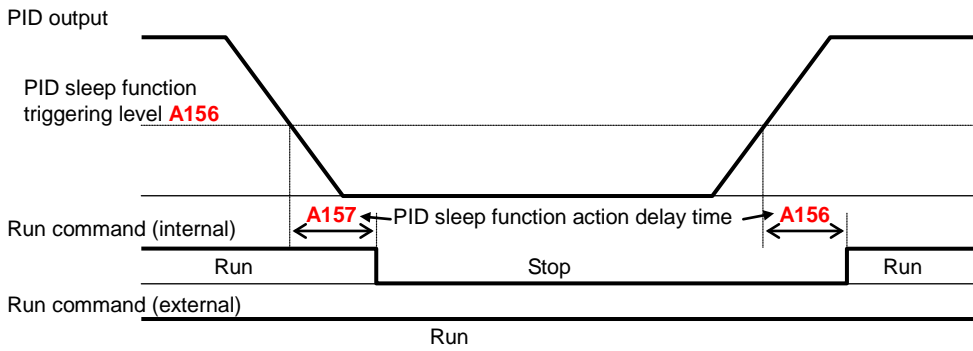 PID output
PID sleep function
triggering level A156
A157 PID sleep function action delay time A156
Run command (internal)
Run Stop Run
Run command (external)
Run